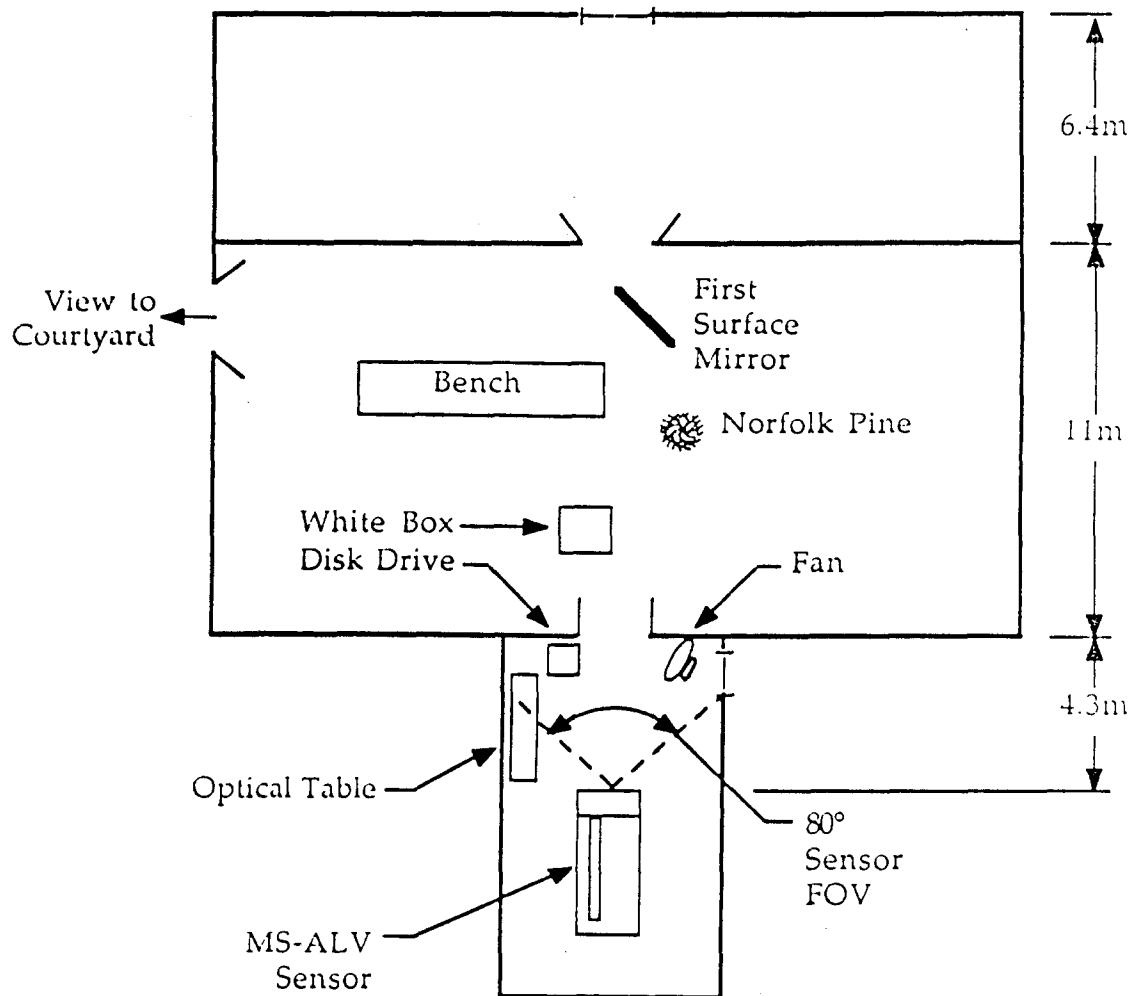 6.4m
View to
Courtyard
First
Surface
Mirror
Bench
Norfolk Pine
11m
White Box
Disk Drive
Fan
4.3m
Optical Table
80°
Sensor
FOV
MS-ALV
Sensor